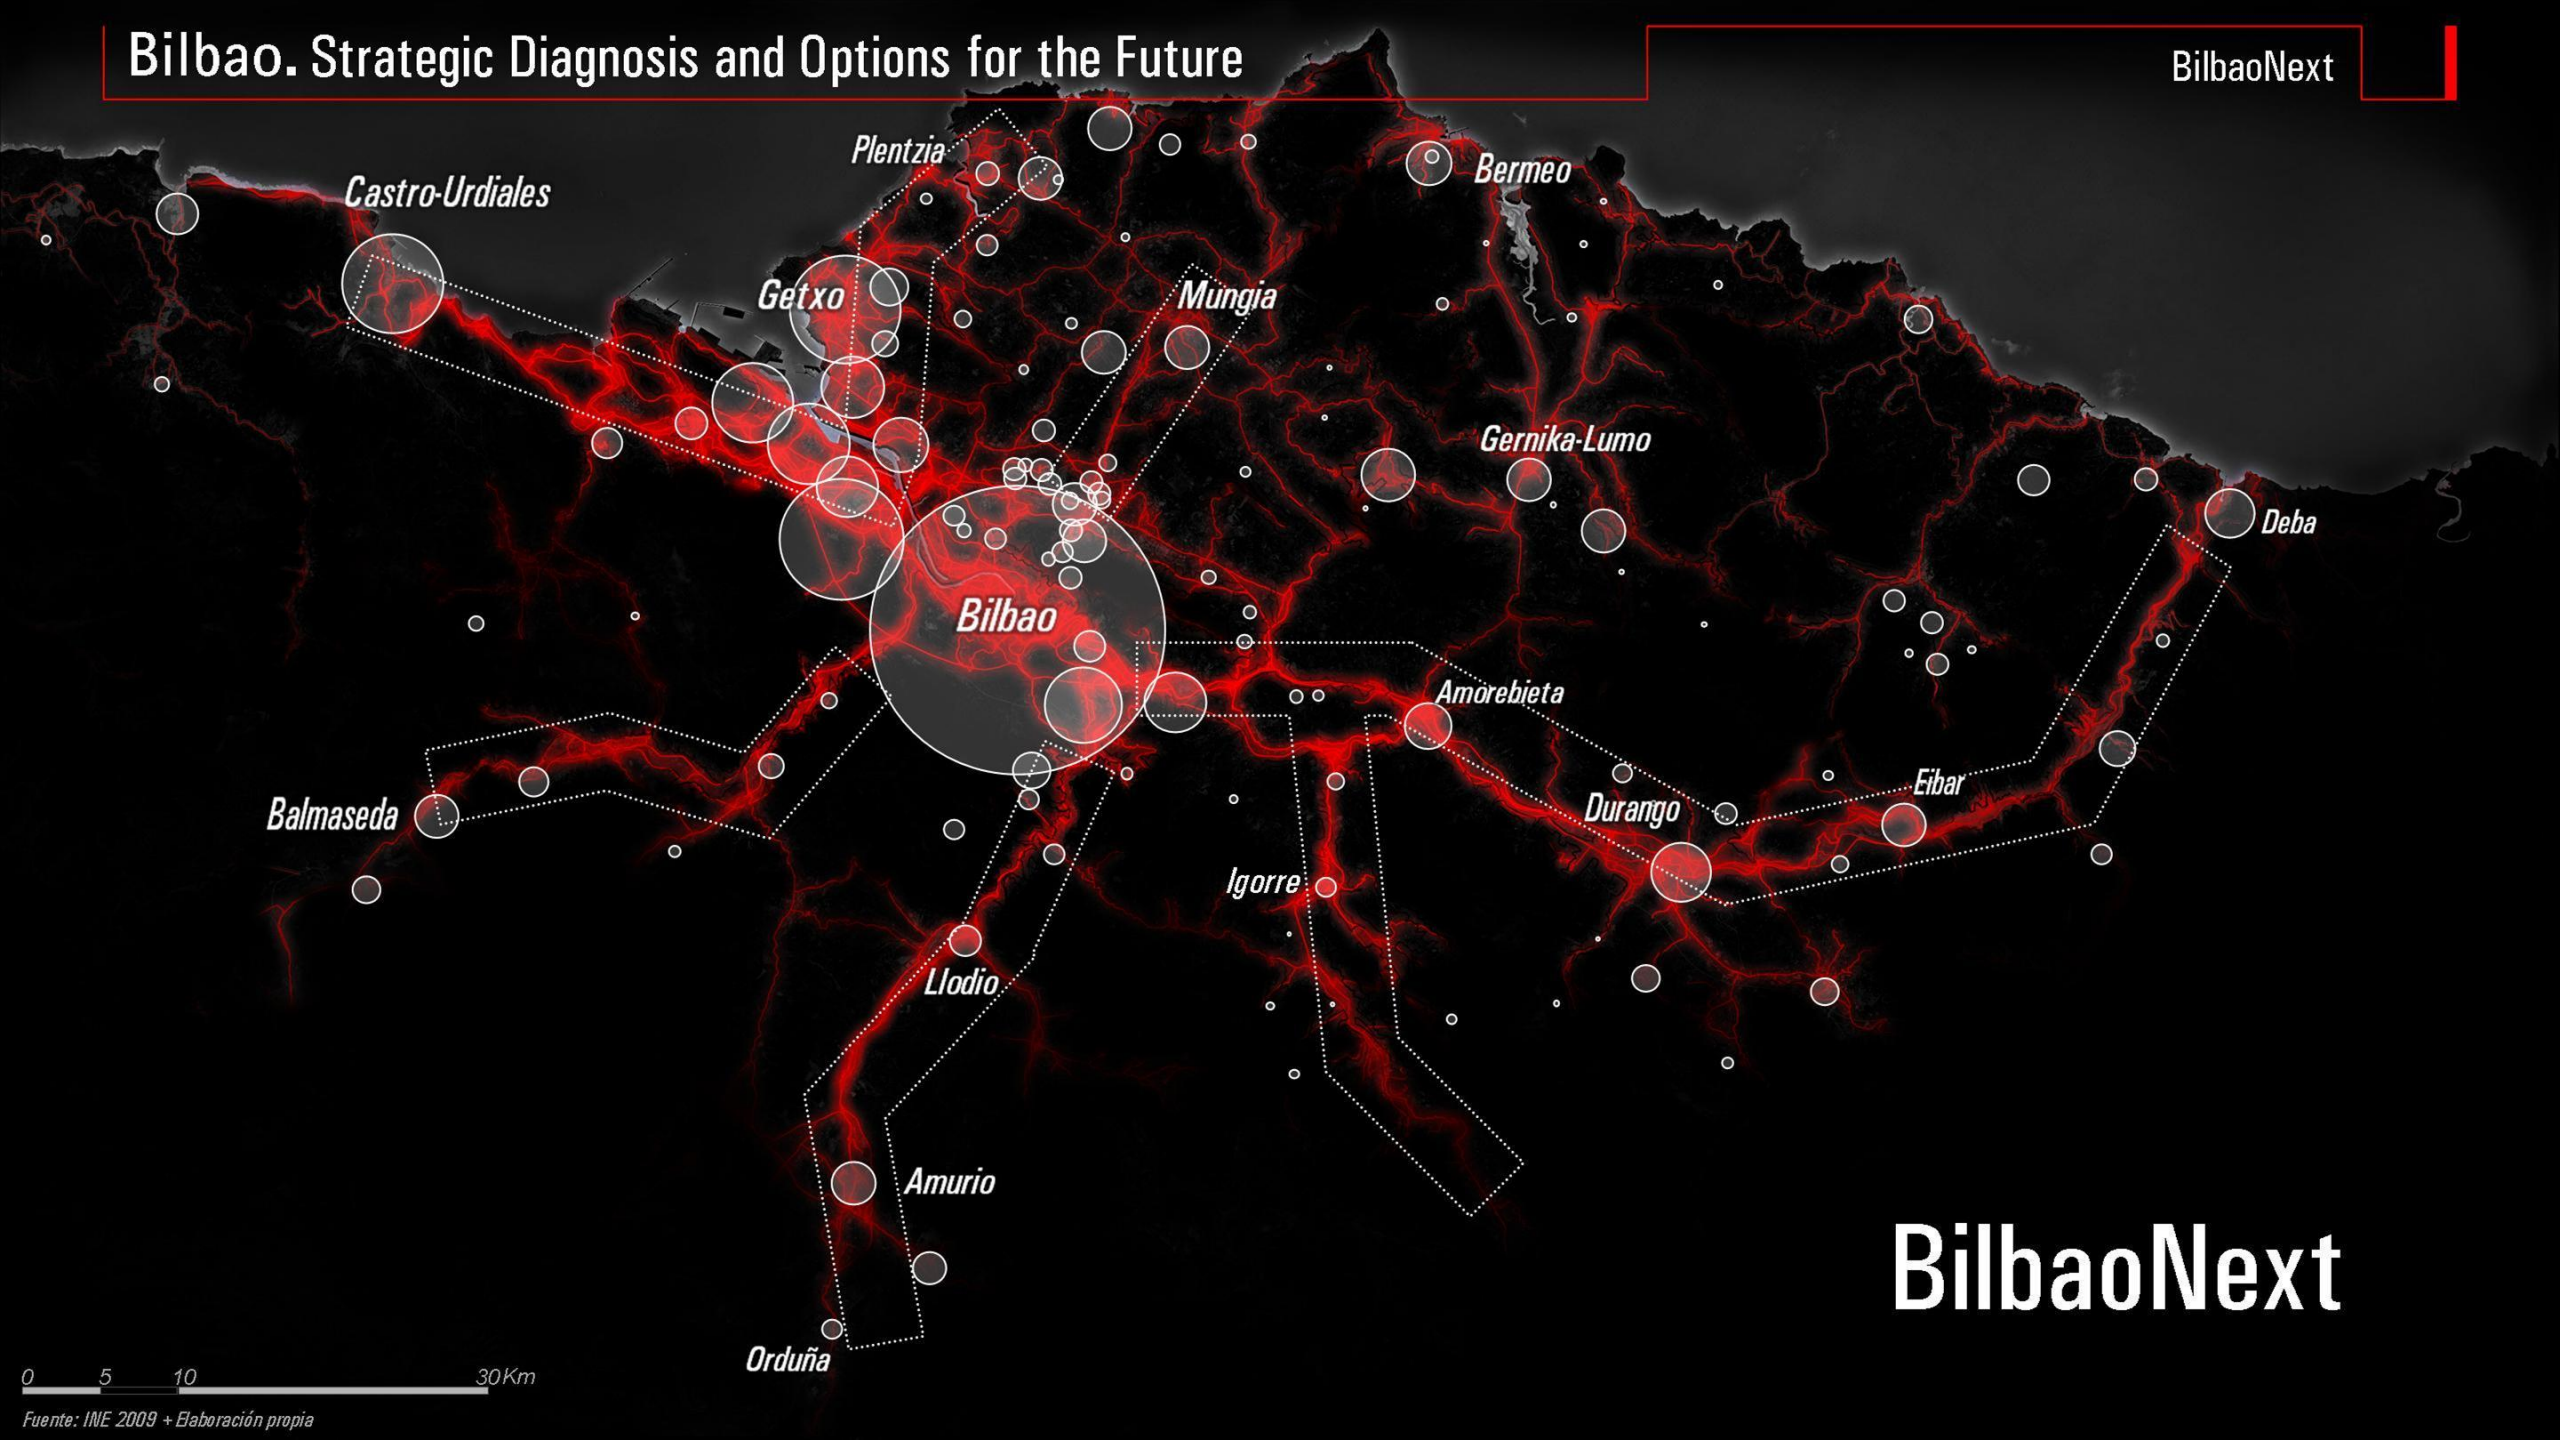 Bilbao. Strategic Diagnosis and Options for the Future
BilbaoNext
Plentzia
Bermeo
Castro-Urdiales
Getxo
Mungia
Gernika-Lumo
Deba
Bilbao
Amorebieta
Eibar
Durango
Balmaseda
Igorre
Llodio
Amurio
BilbaoNext
Orduña
0 5 10 30Km
Fuente: INE 2009 + Elaboración propia